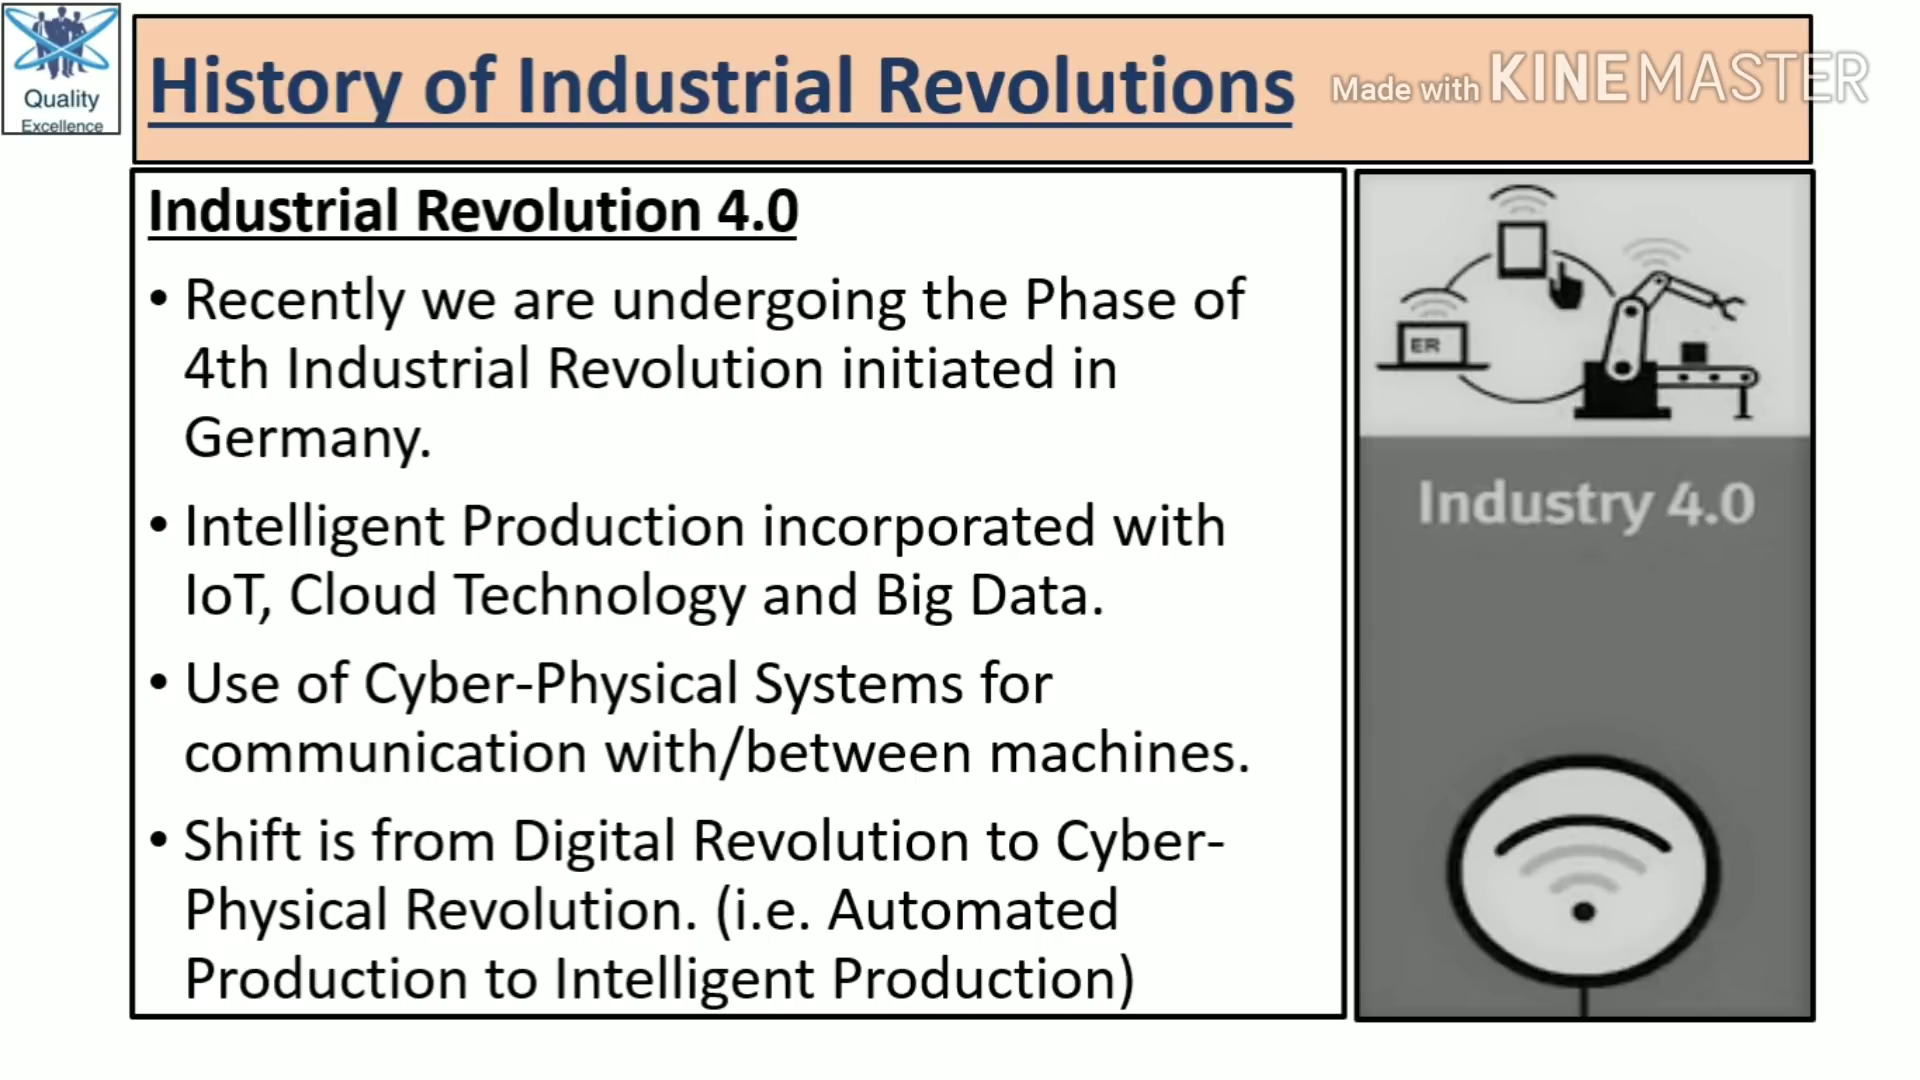 Quality
Excellence
History of Industrial Revolutions
Made with KINEMASTER
Industrial Revolution 4.0
• Recently we are undergoing the Phase of
4th Industrial Revolution initiated in
Germany.
• Intelligent Production incorporated with
IoT, Cloud Technology and Big Data.
• Use of Cyber-Physical Systems for
communication with/between machines.
• Shift is from Digital Revolution to Cyber-
Physical Revolution. (i.e. Automated
Production to Intelligent Production)
ER
Industry 4.0